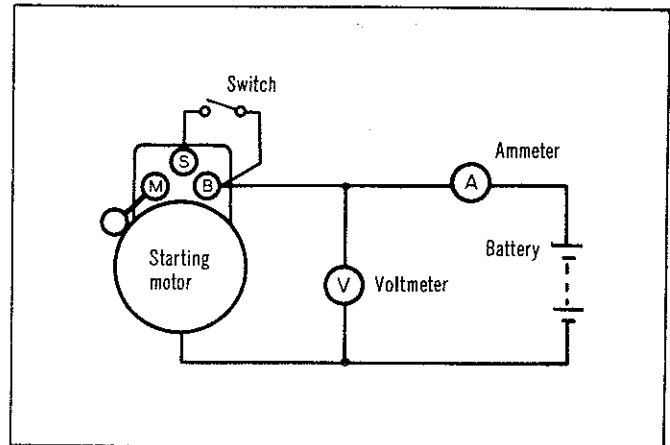 Switch
Ammeter
S
M
B
A
Battery
Starting
motor
V
Voltmeter